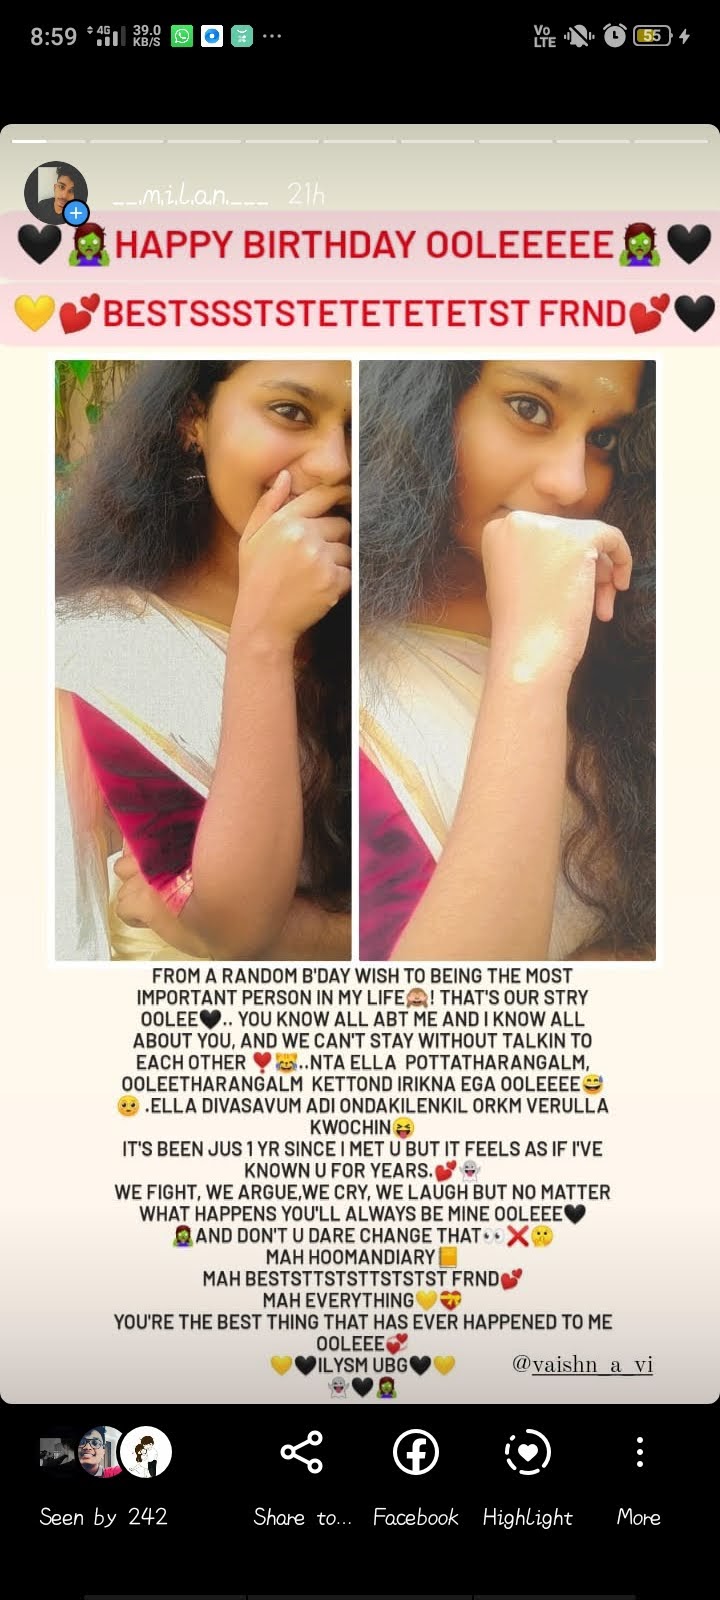 8:59 4G 39.0 KB/S ... Vo LTE 55
__.m.i.l.a.n.___ 21h
🖤🧟‍♀️HAPPY BIRTHDAY OOLEEEEE🧟‍♀️🖤
💛💕BESTSSSTSTETETETETST FRND💕🖤
FROM A RANDOM B'DAY WISH TO BEING THE MOST
IMPORTANT PERSON IN MY LIFE🙈! THAT'S OUR STRY
OOLEE🖤.. YOU KNOW ALL ABT ME AND I KNOW ALL
ABOUT YOU, AND WE CAN'T STAY WITHOUT TALKIN TO
EACH OTHER ❣️😹..NTA ELLA POTTATHARANGALM,
OOLEETHARANGALM KETTOND IRIKNA EGA OOLEEEE😅
🥺.ELLA DIVASAVUM ADI ONDAKILENKIL ORKM VERULLA
KWOCHIN😝
IT'S BEEN JUS 1 YR SINCE I MET U BUT IT FEELS AS IF I'VE
KNOWN U FOR YEARS.💕👻
WE FIGHT, WE ARGUE,WE CRY, WE LAUGH BUT NO MATTER
WHAT HAPPENS YOU'LL ALWAYS BE MINE OOLEEE🖤
🧟‍♀️AND DON'T U DARE CHANGE THAT👀❌🤫
MAH HOOMANDIARY📒
MAH BESTSTTSTSTTSTSTST FRND💕
MAH EVERYTHING💛💝
YOU'RE THE BEST THING THAT HAS EVER HAPPENED TO ME
OOLEEE💞
💛🖤ILYSM UBG🖤💛
@vaishn_a_vi
👻🖤🧟‍♀️
Seen by 242 Share to... Facebook Highlight More